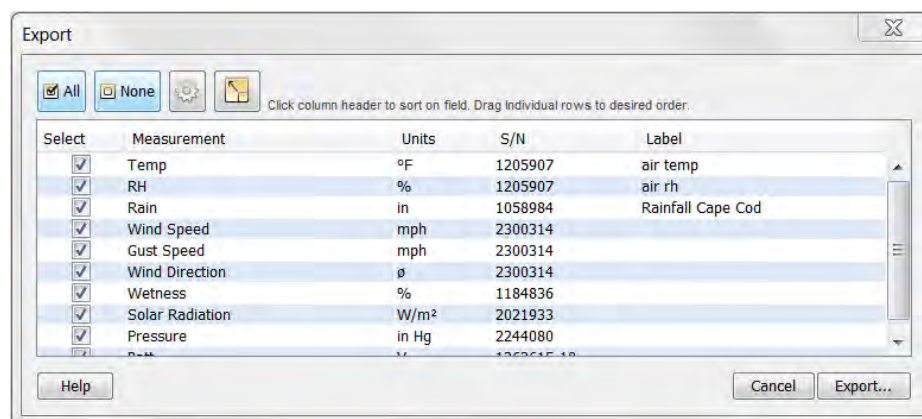 Export
All None Click column header to sort on field. Drag Individual rows to desired order.
Select Measurement Units S/N Label
Temp ºF 1205907 air temp
RH % 1205907 air rh
Rain in 1058984 Rainfall Cape Cod
Wind Speed mph 2300314
Gust Speed mph 2300314
Wind Direction ø 2300314
Wetness % 1184836
Solar Radiation W/m² 2021933
Pressure in Hg 2244080
Help Cancel Export...